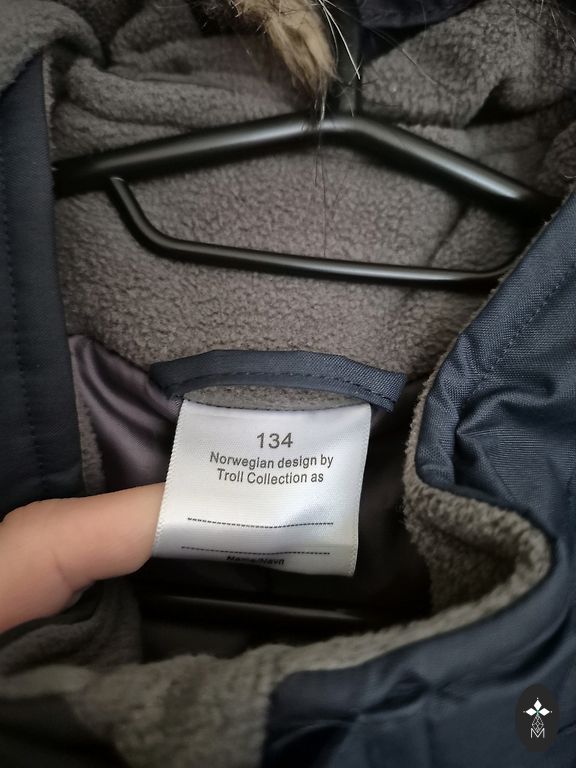 134
Norwegian design by
Troll Collection as
Name/Navn